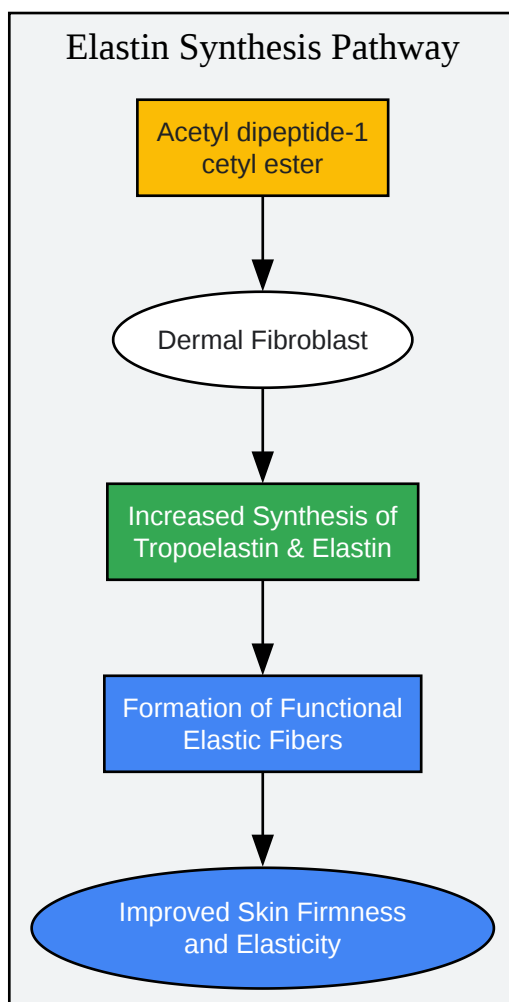 Elastin Synthesis Pathway
Acetyl dipeptide-1
cetyl ester
Dermal Fibroblast
Increased Synthesis of
Tropoelastin & Elastin
Formation of Functional
Elastic Fibers
Improved Skin Firmness
and Elasticity